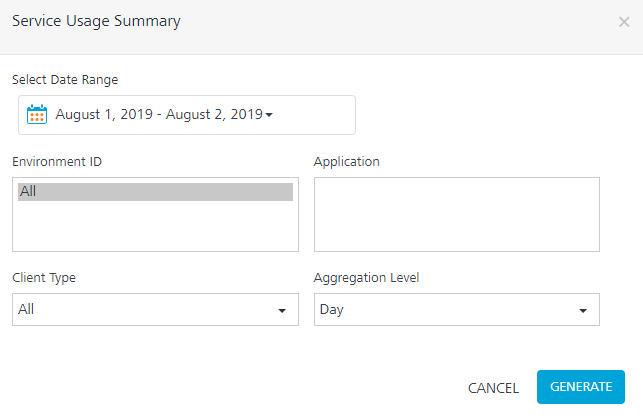 Service Usage Summary ×
Select Date Range
August 1, 2019 - August 2, 2019
Environment ID Application
All
Client Type Aggregation Level
All Day
CANCEL GENERATE